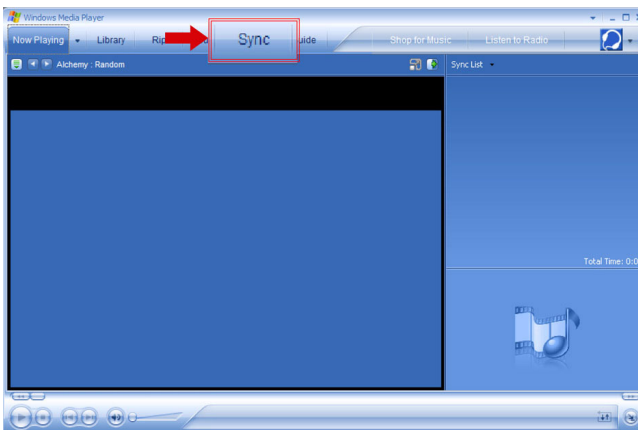 Windows Media Player
Now Playing Library Rip Sync uide Shop for Music Listen to Radio
Alchemy : Random Sync List
Total Time: 0:0